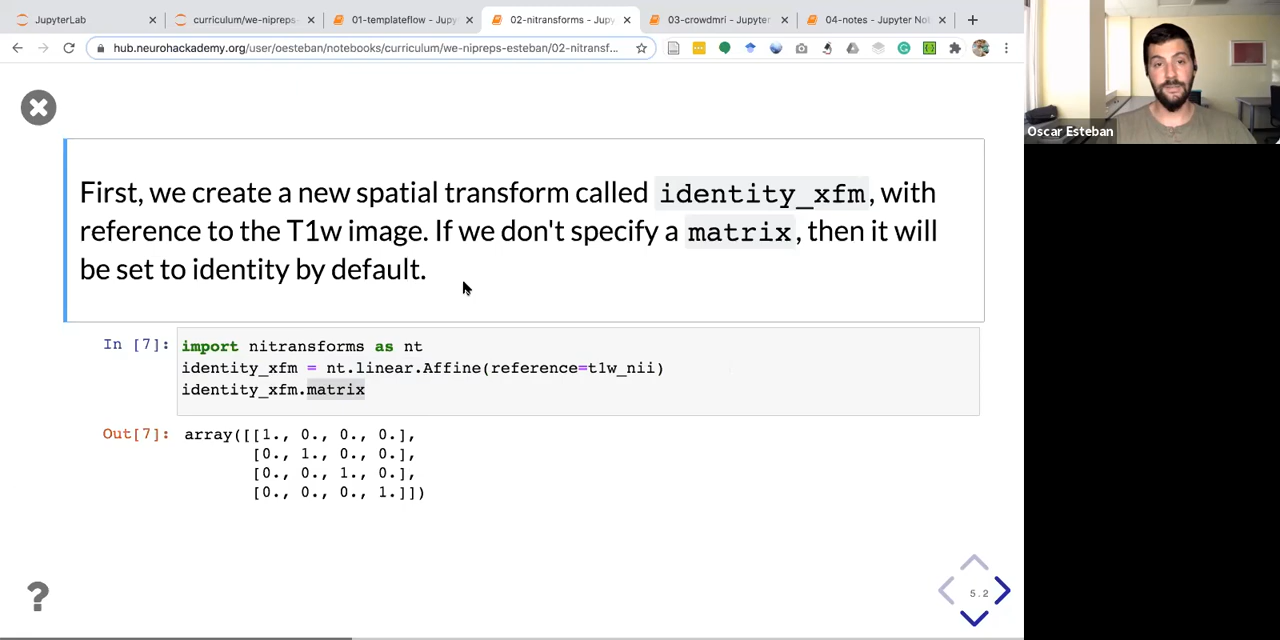 JupyterLab
curriculum/we-nipreps-
01-templateflow - Jupy
02-nitransforms - Jupy
03-crowdmri - Jupyter
04-notes - Jupyter Not
hub.neurohackademy.org/user/oesteban/notebooks/curriculum/we-nipreps-esteban/02-nitransf...
Oscar Esteban
First, we create a new spatial transform called identity_xfm, with
reference to the T1w image. If we don't specify a matrix, then it will
be set to identity by default.
In [7]:
import nitransforms as nt
identity_xfm = nt.linear.Affine(reference=t1w_nii)
identity_xfm.matrix
Out[7]:
array([[1., 0., 0., 0.],
[0., 1., 0., 0.],
[0., 0., 1., 0.],
[0., 0., 0., 1.]])
?
5.2